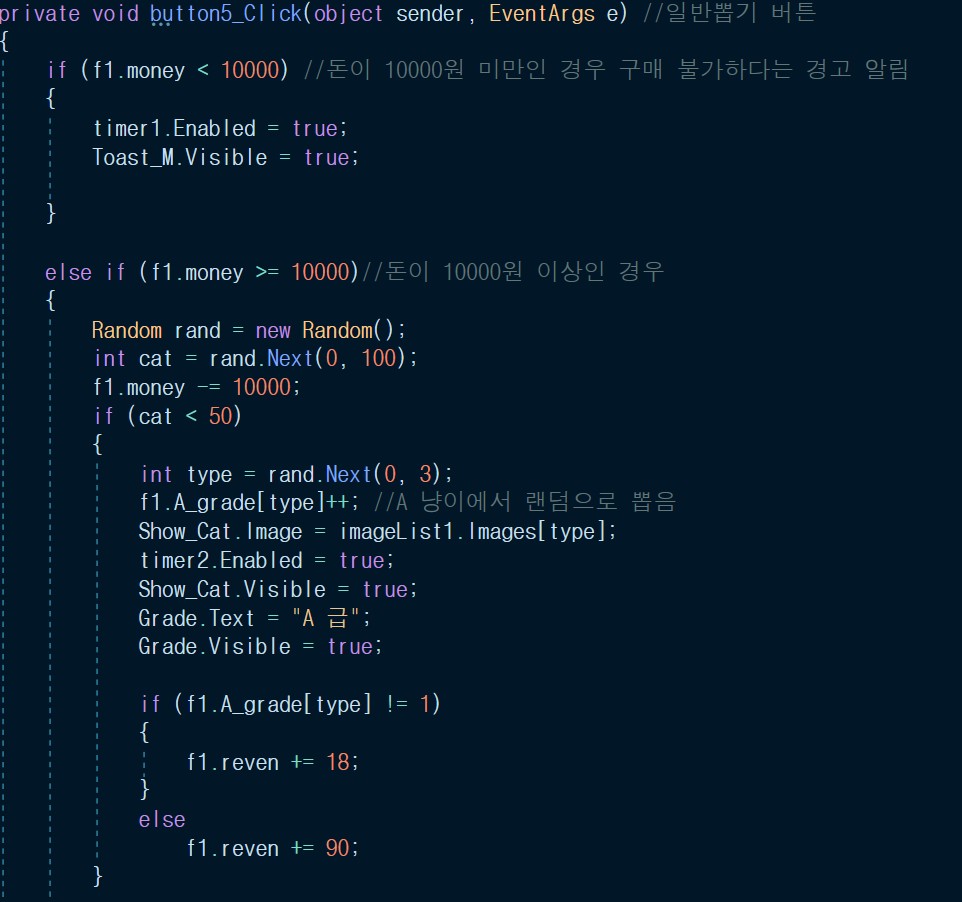 private void button5_Click(object sender, EventArgs e) //일반뽑기 버튼
{
if (f1.money < 10000) //돈이 10000원 미만인 경우 구매 불가하다는 경고 알림
{
timer1.Enabled = true;
Toast_M.Visible = true;
}
else if (f1.money >= 10000)//돈이 10000원 이상인 경우
{
Random rand = new Random();
int cat = rand.Next(0, 100);
f1.money -= 10000;
if (cat < 50)
{
int type = rand.Next(0, 3);
f1.A_grade[type]++; //A 냥이에서 랜덤으로 뽑음
Show_Cat.Image = imageList1.Images[type];
timer2.Enabled = true;
Show_Cat.Visible = true;
Grade.Text = "A 급";
Grade.Visible = true;
if (f1.A_grade[type] != 1)
{
f1.reven += 18;
}
else
f1.reven += 90;
}